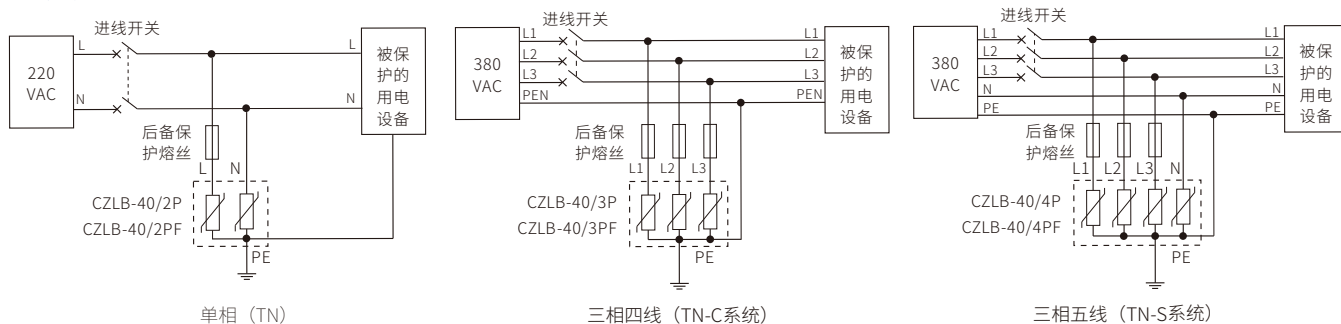 进线开关
220
VAC
L
N
L
N
被保
护的
用电
设备
后备保
护熔丝
L
N
CZLB-40/2P
CZLB-40/2PF
PE
单相（TN）
进线开关
380
VAC
L1
L2
L3
PEN
L1
L2
L3
PEN
被保
护的
用电
设备
后备保
护熔丝
L1
L2
L3
CZLB-40/3P
CZLB-40/3PF
PE
三相四线（TN-C系统）
进线开关
380
VAC
L1
L2
L3
N
PE
L1
L2
L3
N
PE
被保
护的
用电
设备
后备保
护熔丝
L1
L2
L3
N
CZLB-40/4P
CZLB-40/4PF
PE
三相五线（TN-S系统）